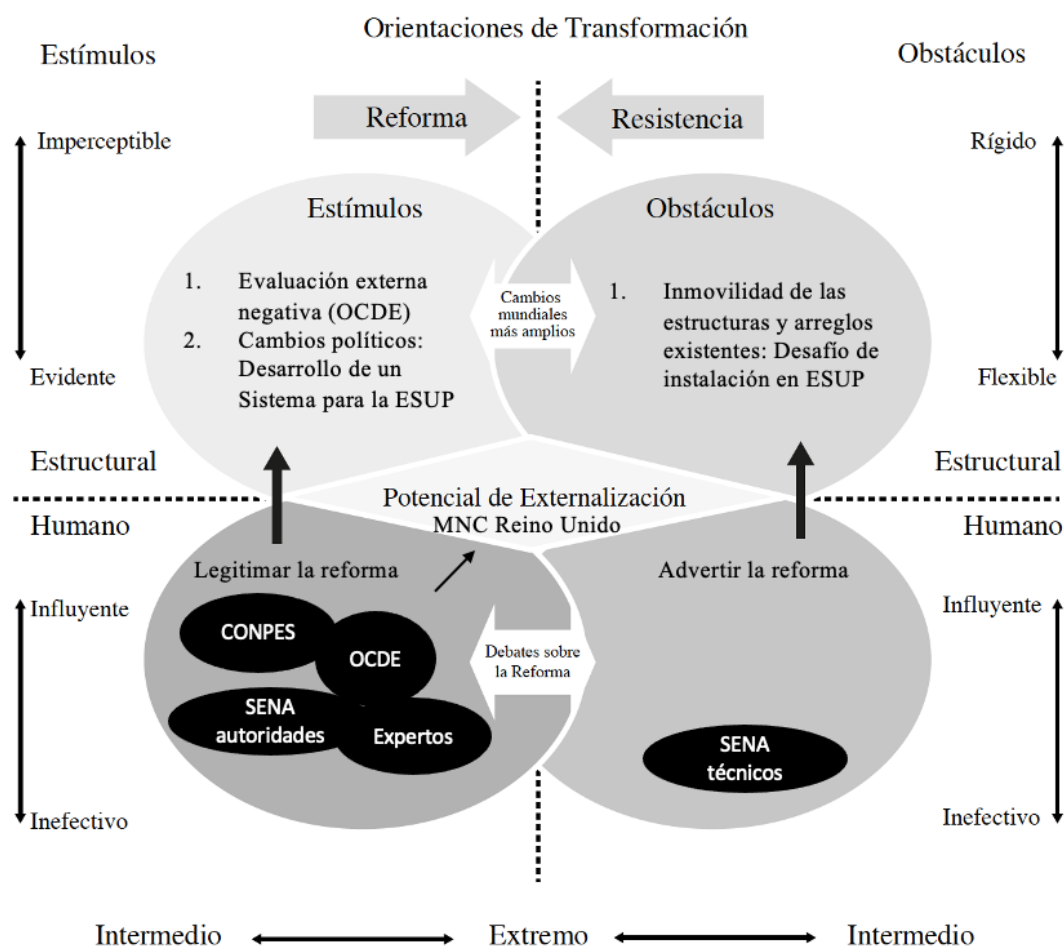 Orientaciones de Transformación
Estímulos
Obstáculos
Reforma
Resistencia
Imperceptible
Rígido
Estímulos
Obstáculos
1. Evaluación externa
negativa (OCDE)
2. Cambios políticos:
Desarrollo de un
Sistema para la ESUP
Cambios
mundiales
más amplios
1. Inmovilidad de las
estructuras y arreglos
existentes: Desafío de
instalación en ESUP
Evidente
Flexible
Estructural
Estructural
Potencial de Externalización
MNC Reino Unido
Humano
Humano
Legitimar la reforma
Advertir la reforma
Influyente
Influyente
CONPES
OCDE
Debates sobre
la Reforma
SENA
autoridades
Expertos
SENA
técnicos
Inefectivo
Inefectivo
Intermedio
Extremo
Intermedio